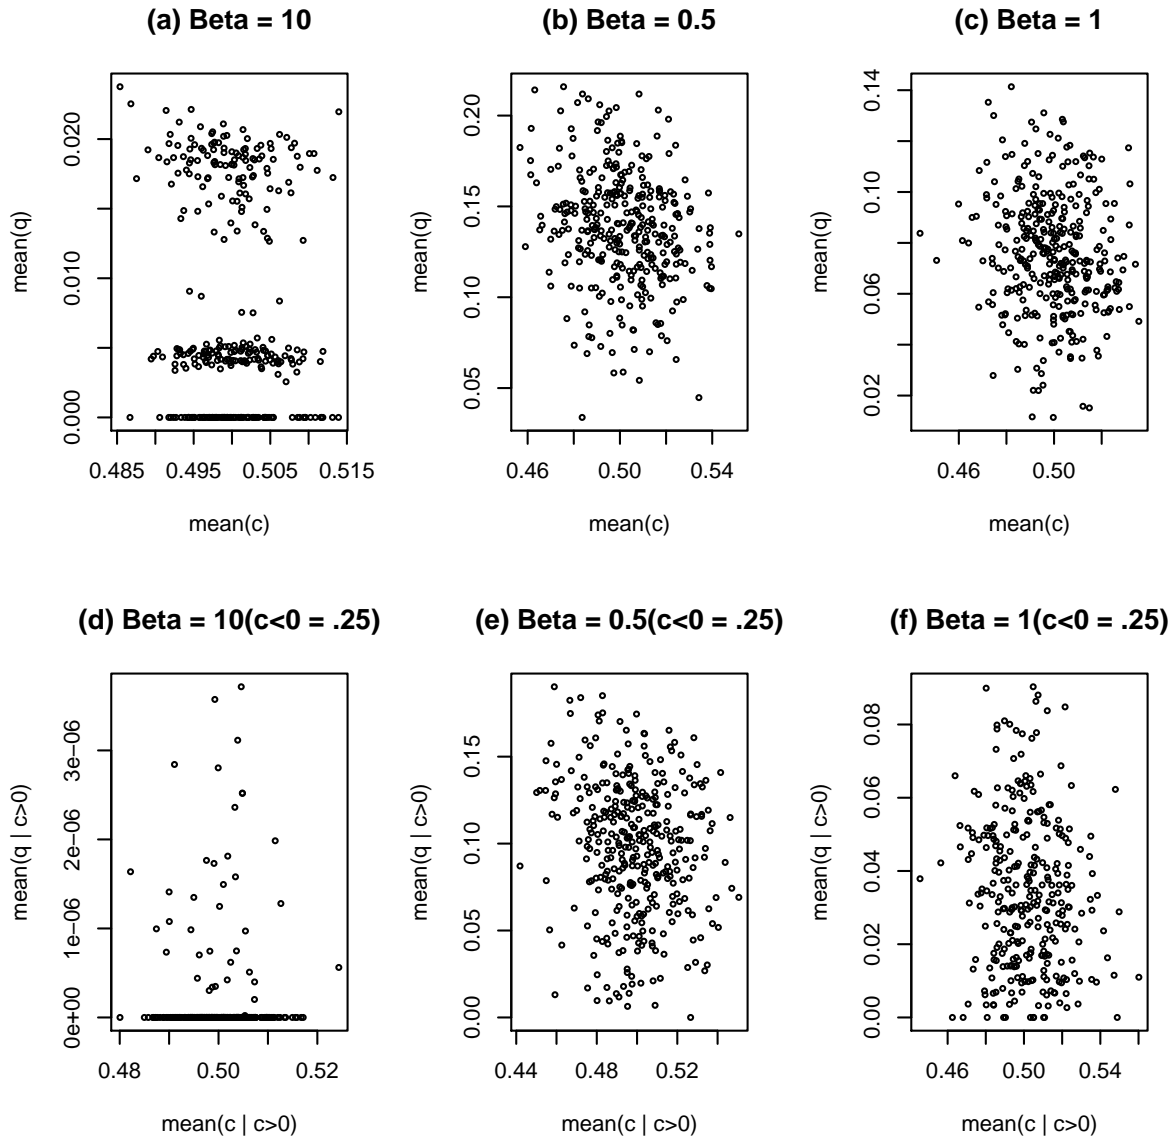 (a) Beta = 10
mean(q)
0.000 0.010 0.020
0.485 0.495 0.505 0.515
mean(c)
(b) Beta = 0.5
mean(q)
0.05 0.10 0.15 0.20
0.46 0.50 0.54
mean(c)
(c) Beta = 1
mean(q)
0.02 0.06 0.10 0.14
0.46 0.50
mean(c)
(d) Beta = 10(c<0 = .25)
mean(q | c>0)
0e+00 1e−06 2e−06 3e−06
0.48 0.50 0.52
mean(c | c>0)
(e) Beta = 0.5(c<0 = .25)
mean(q | c>0)
0.00 0.05 0.10 0.15
0.44 0.48 0.52
mean(c | c>0)
(f) Beta = 1(c<0 = .25)
mean(q | c>0)
0.00 0.02 0.04 0.06 0.08
0.46 0.50 0.54
mean(c | c>0)